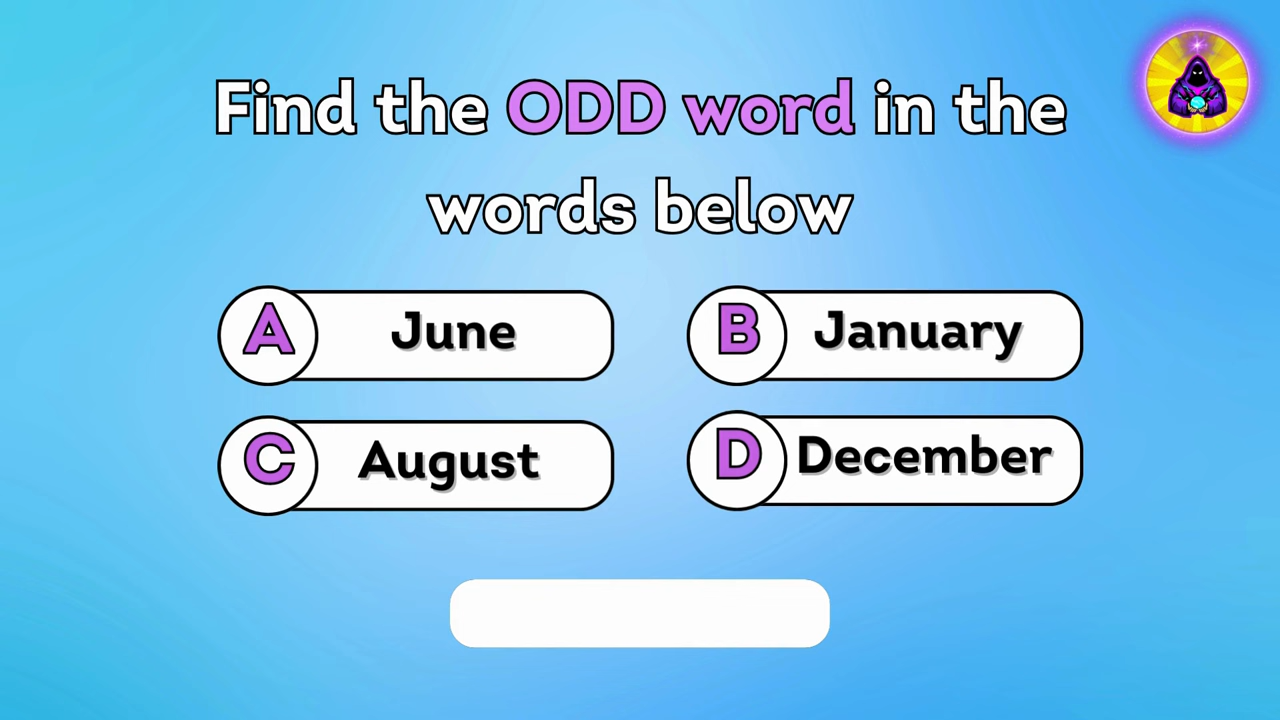 Find the ODD word in the
words below
A June
B January
C August
D December